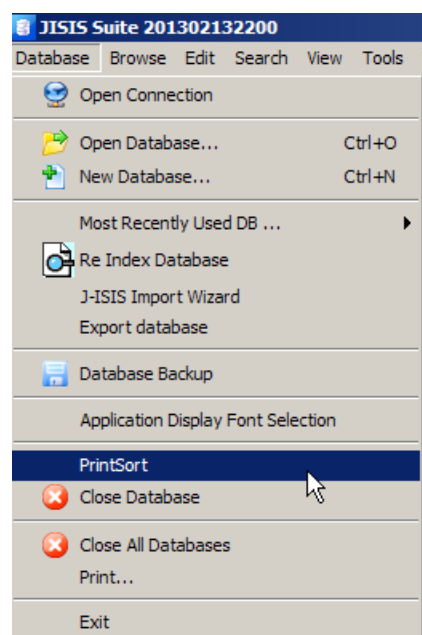 JISIS Suite 201302132200
Database Browse Edit Search View Tools
Open Connection
Open Database... Ctrl+O
New Database... Ctrl+N
Most Recently Used DB ...
Re Index Database
J-ISIS Import Wizard
Export database
Database Backup
Application Display Font Selection
PrintSort
Close Database
Close All Databases
Print...
Exit